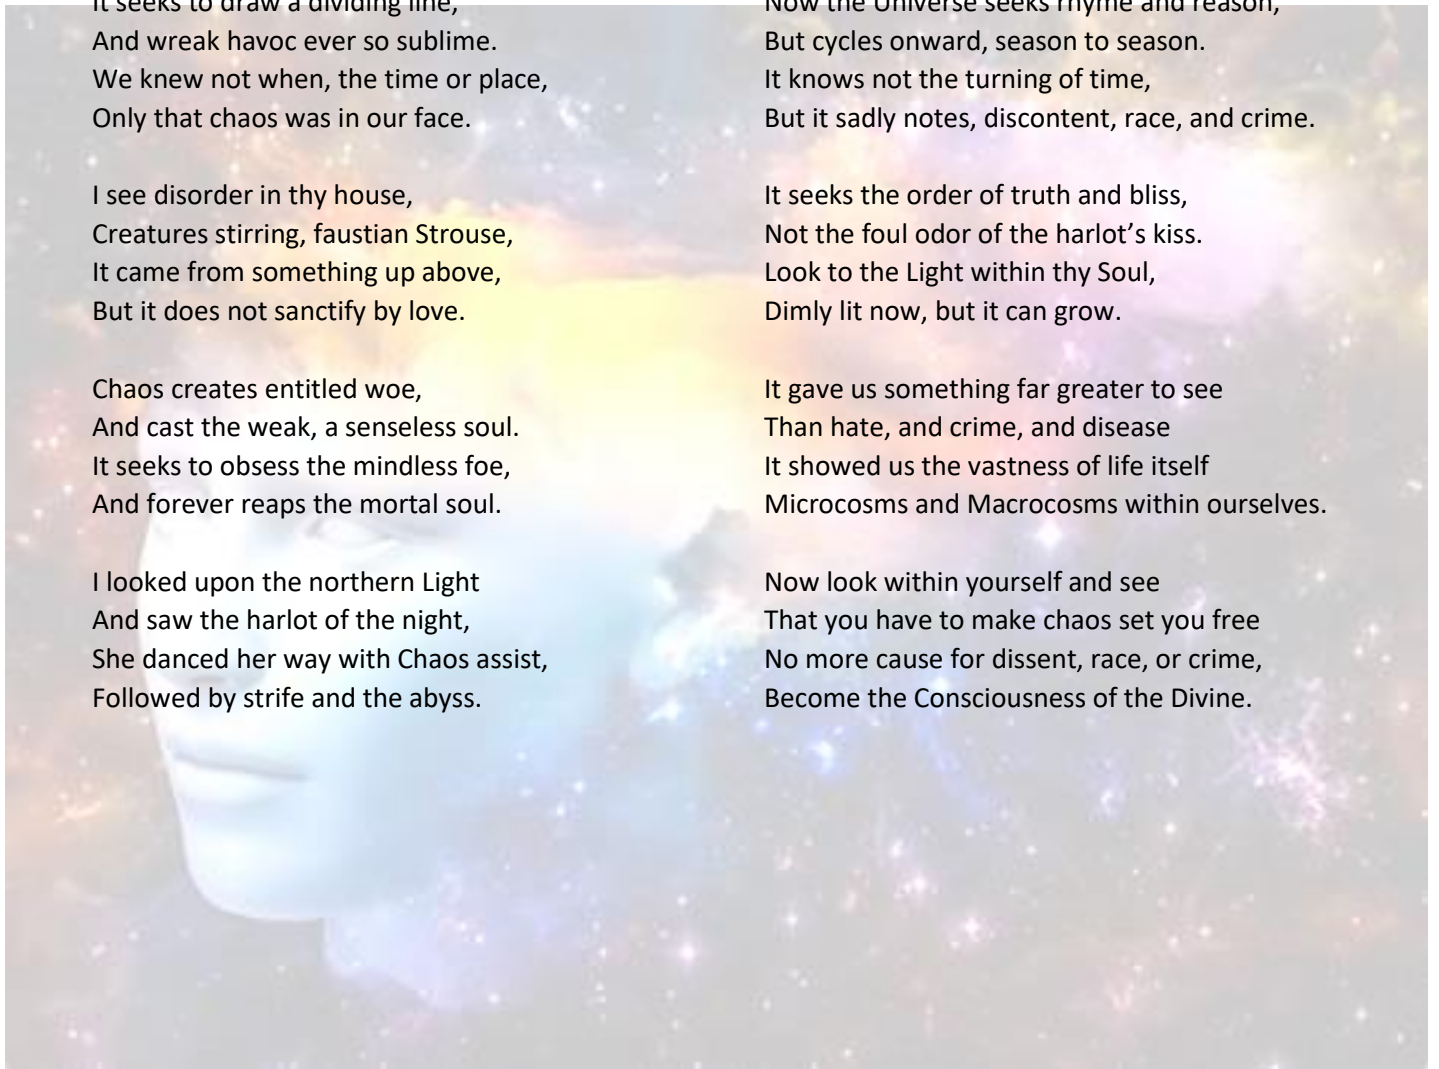 It seeks to draw a dividing line,
And wreak havoc ever so sublime.
We knew not when, the time or place,
Only that chaos was in our face.

I see disorder in thy house,
Creatures stirring, faustian Strouse,
It came from something up above,
But it does not sanctify by love.

Chaos creates entitled woe,
And cast the weak, a senseless soul.
It seeks to obsess the mindless foe,
And forever reaps the mortal soul.

I looked upon the northern Light
And saw the harlot of the night,
She danced her way with Chaos assist,
Followed by strife and the abyss.

Now the Universe seeks rhyme and reason,
But cycles onward, season to season.
It knows not the turning of time,
But it sadly notes, discontent, race, and crime.

It seeks the order of truth and bliss,
Not the foul odor of the harlot’s kiss.
Look to the Light within thy Soul,
Dimly lit now, but it can grow.

It gave us something far greater to see
Than hate, and crime, and disease
It showed us the vastness of life itself
Microcosms and Macrocosms within ourselves.

Now look within yourself and see
That you have to make chaos set you free
No more cause for dissent, race, or crime,
Become the Consciousness of the Divine.